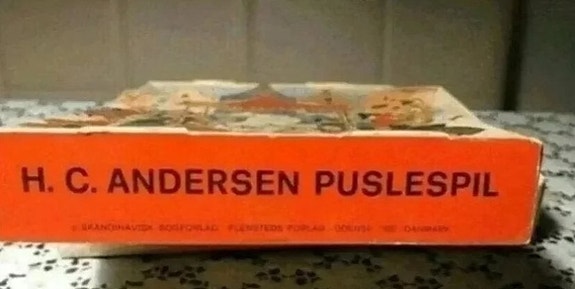 H. C. ANDERSEN PUSLESPIL
SKANDINAVISK BOGFORLAG FLENSTEDS FORLAG ODENSE DANMARK